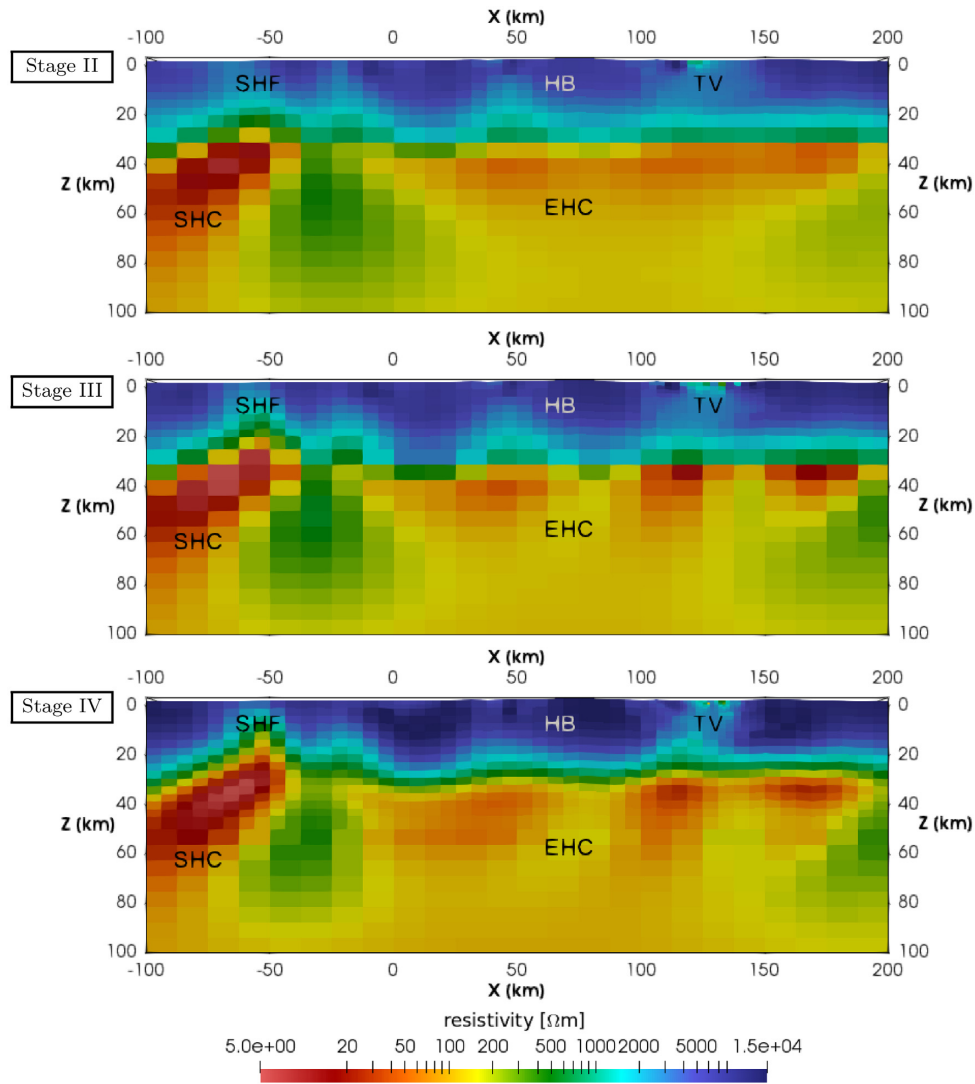 X (km)
-100 -50 0 50 100 150 200
Stage II
0 SHF HB TV 0
20 20
40 40
Z (km) Z (km)
60 SHC EHC 60
80 80
100 100
X (km)
-100 -50 0 50 100 150 200
Stage III
0 SHF HB TV 0
20 20
40 40
Z (km) Z (km)
60 SHC EHC 60
80 80
100 100
X (km)
-100 -50 0 50 100 150 200
Stage IV
0 SHF HB TV 0
20 20
40 40
Z (km) Z (km)
60 SHC EHC 60
80 80
100 100
-100 -50 0 50 100 150 200
X (km)
resistivity [Ωm]
5.0e+00 20 50 100 200 500 1000 2000 5000 1.5e+04